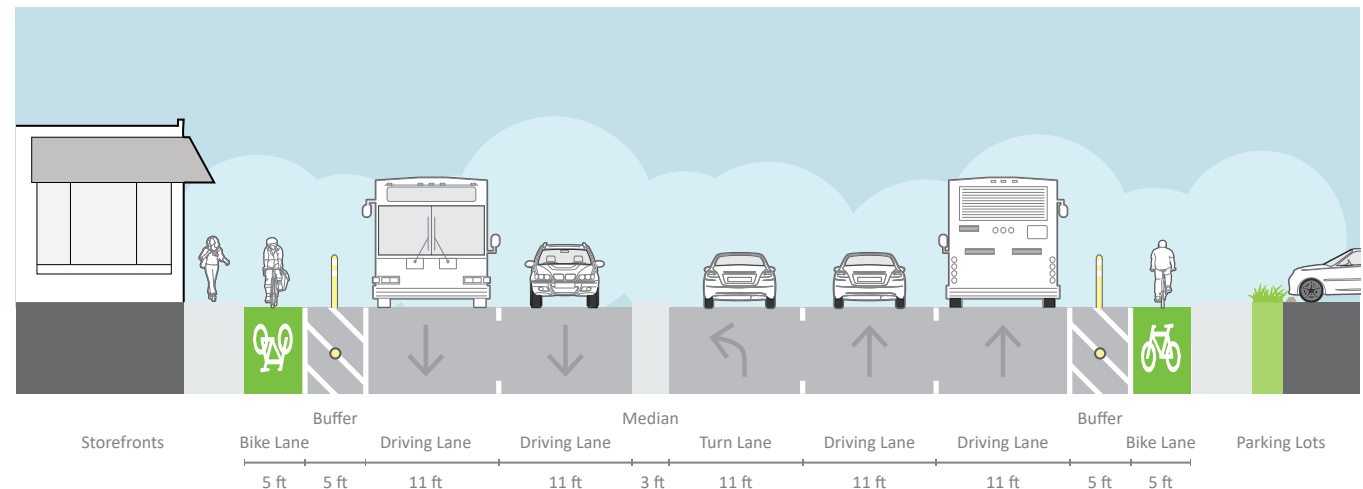 Buffer Median Buffer
Storefronts Bike Lane Driving Lane Driving Lane Turn Lane Driving Lane Driving Lane Bike Lane Parking Lots
5 ft 5 ft 11 ft 11 ft 3 ft 11 ft 11 ft 11 ft 5 ft 5 ft